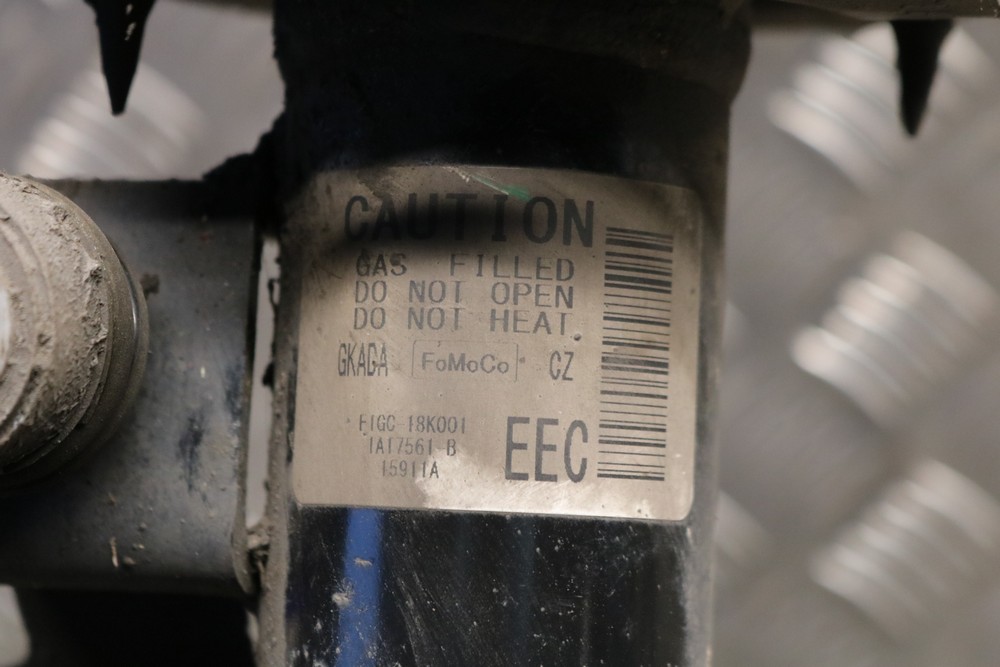 CAUTION
GAS FILLED
DO NOT OPEN
DO NOT HEAT
GKADA FoMoCo CZ
F1GC-18K001
1A17561-B
15911A
EEC